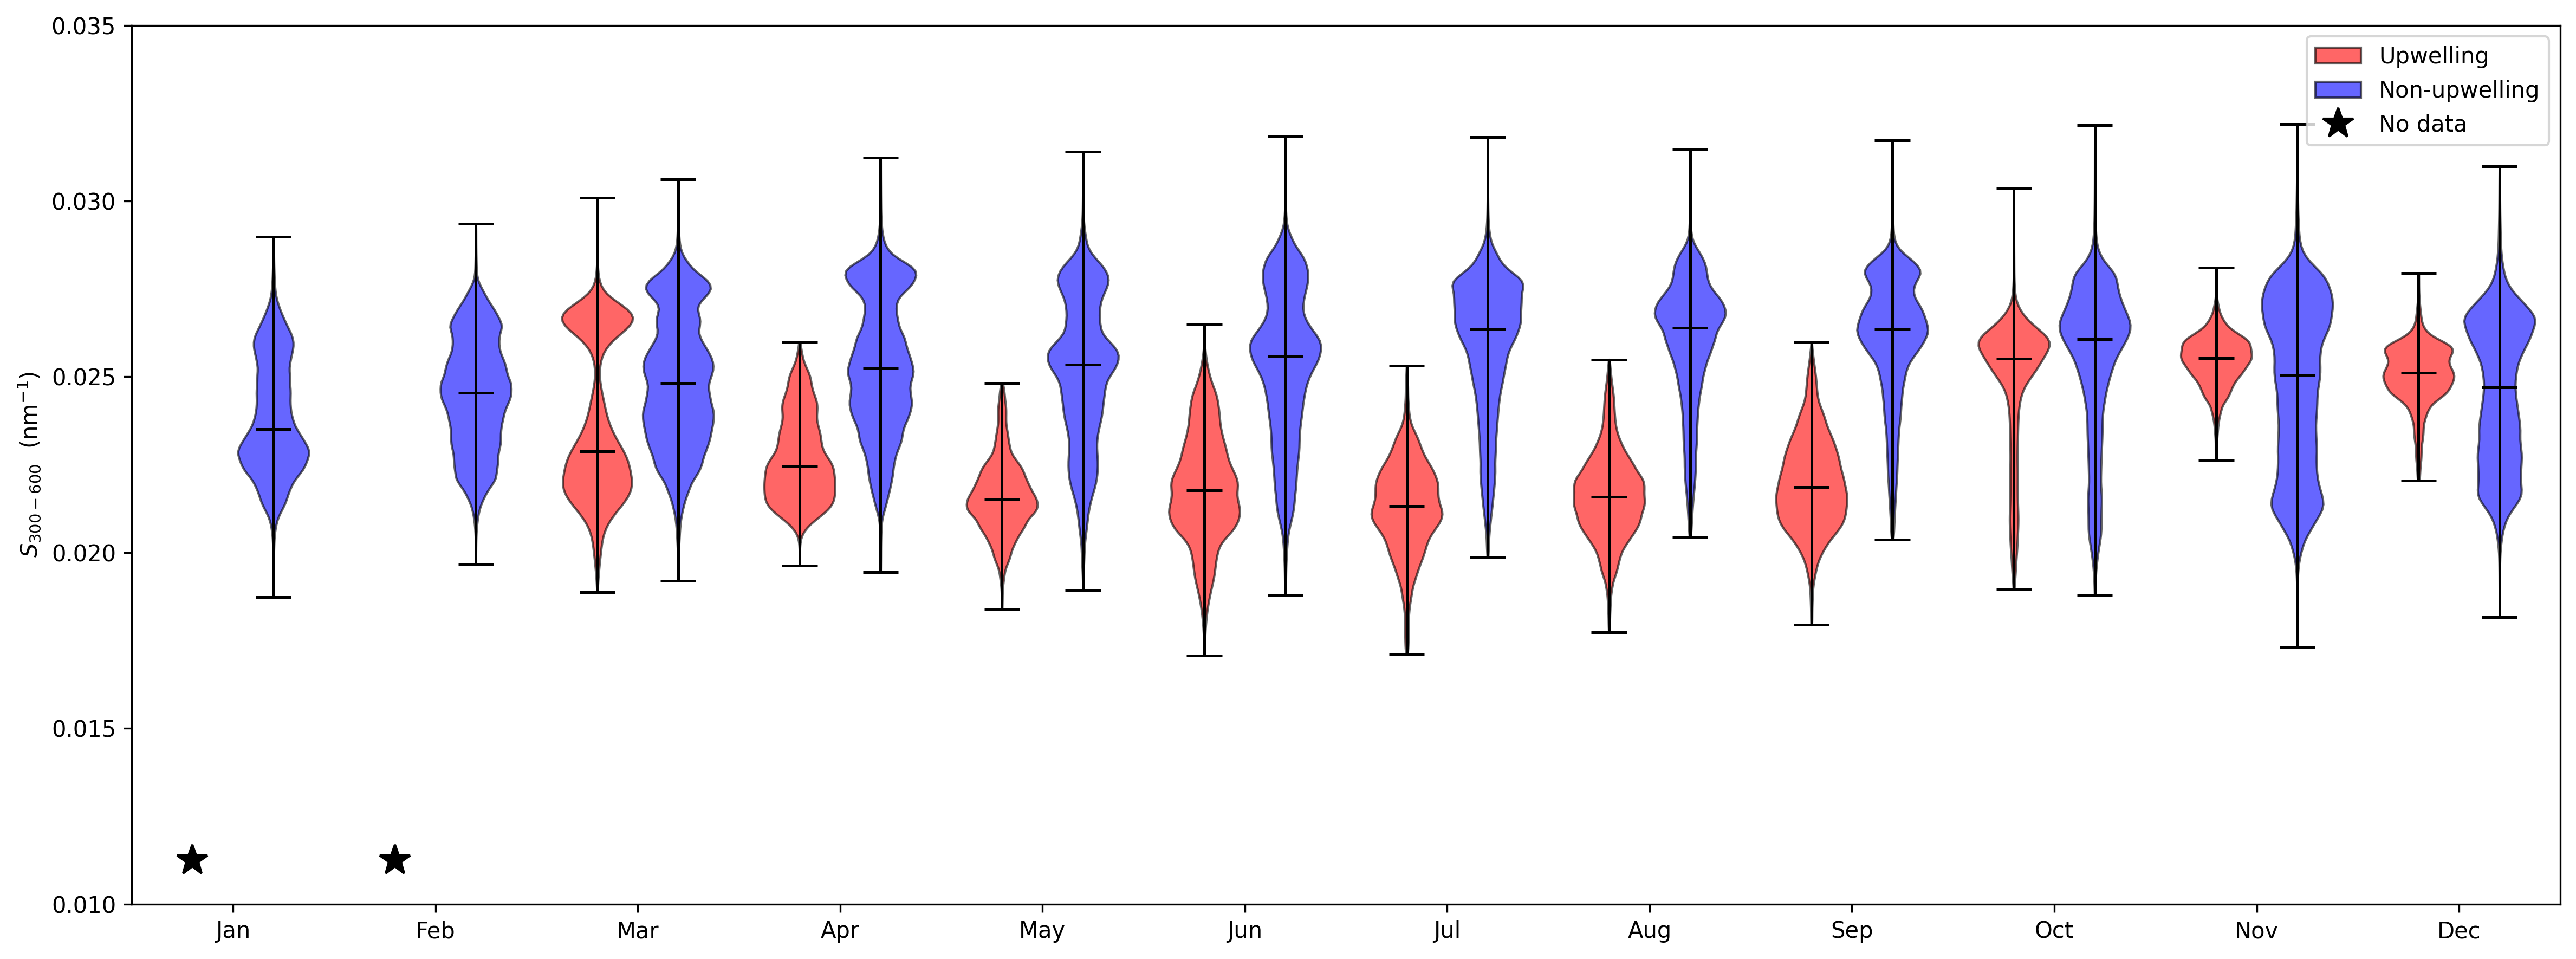 0.035
0.030
0.025
0.020
0.015
0.010
S300−600 (nm−1)
Upwelling
Non-upwelling
No data
Jan Feb Mar Apr May Jun Jul Aug Sep Oct Nov Dec